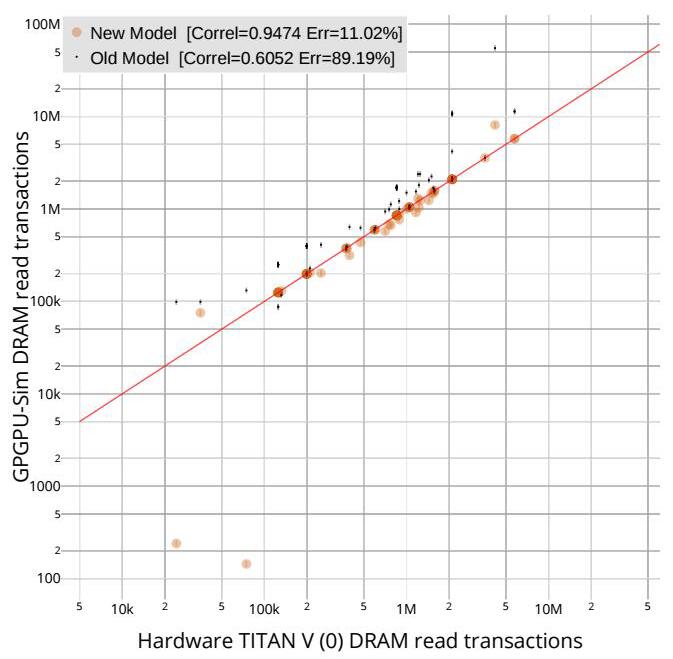 New Model [Correl=0.9474 Err=11.02%]
Old Model [Correl=0.6052 Err=89.19%]
GPGPU-Sim DRAM read transactions
100M
5
2
10M
5
2
1M
5
2
100k
5
2
10k
5
2
1000
5
2
100
5 10k 2 5 100k 2 5 1M 2 5 10M 2 5
Hardware TITAN V (0) DRAM read transactions